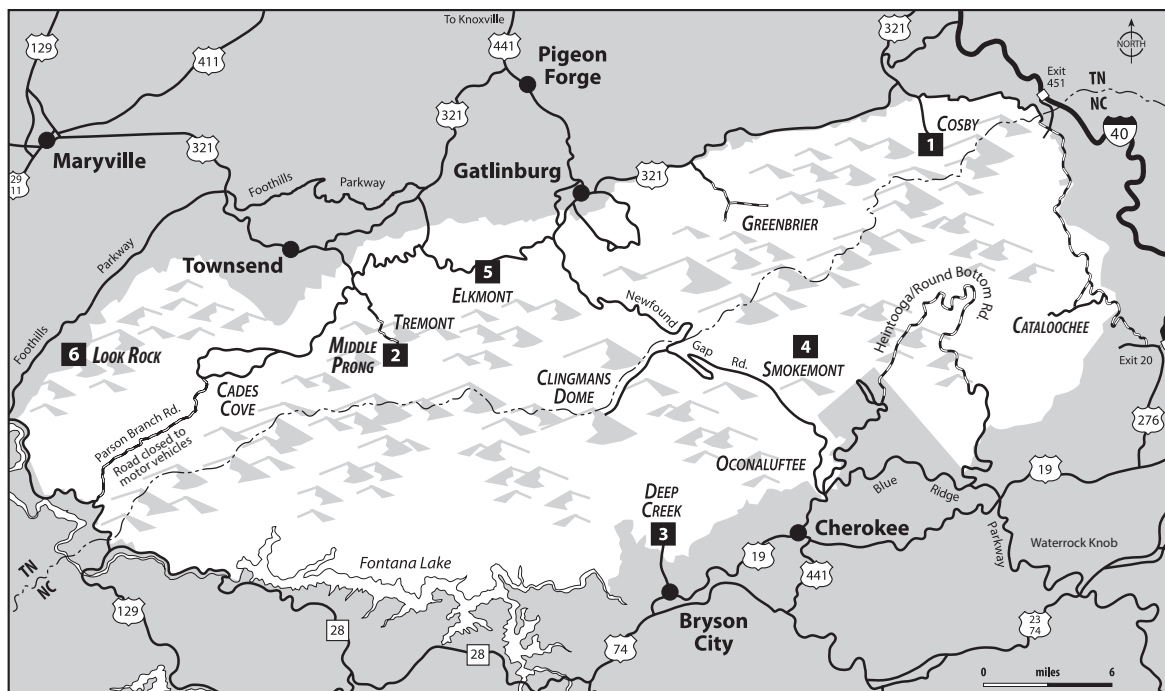 To Knoxville
129
411
441
321
Pigeon
Forge
NORTH
Exit
451
TN
NC
40
Maryville
321
321
COSBY
1
29
11
Foothills
Parkway
Gatlinburg
321
GREENBRIER
Parkway
Townsend
5
ELKMONT
Newfound
Gap
Rd.
Heintooga/Round Bottom Rd.
CATALOOCHEE
Foothills
6
LOOK ROCK
TREMONT
MIDDLE
PRONG
2
4
SMOKEMONT
Exit 20
CADES
COVE
CLINGMANS
DOME
Parson Branch Rd.
Road closed to
motor vehicles
276
OCONALUFTEE
19
Blue
Ridge
Parkway
DEEP
CREEK
3
Cherokee
Waterrock Knob
TN
NC
Fontana Lake
19
441
129
28
28
74
Bryson
City
23
74
0
miles
6